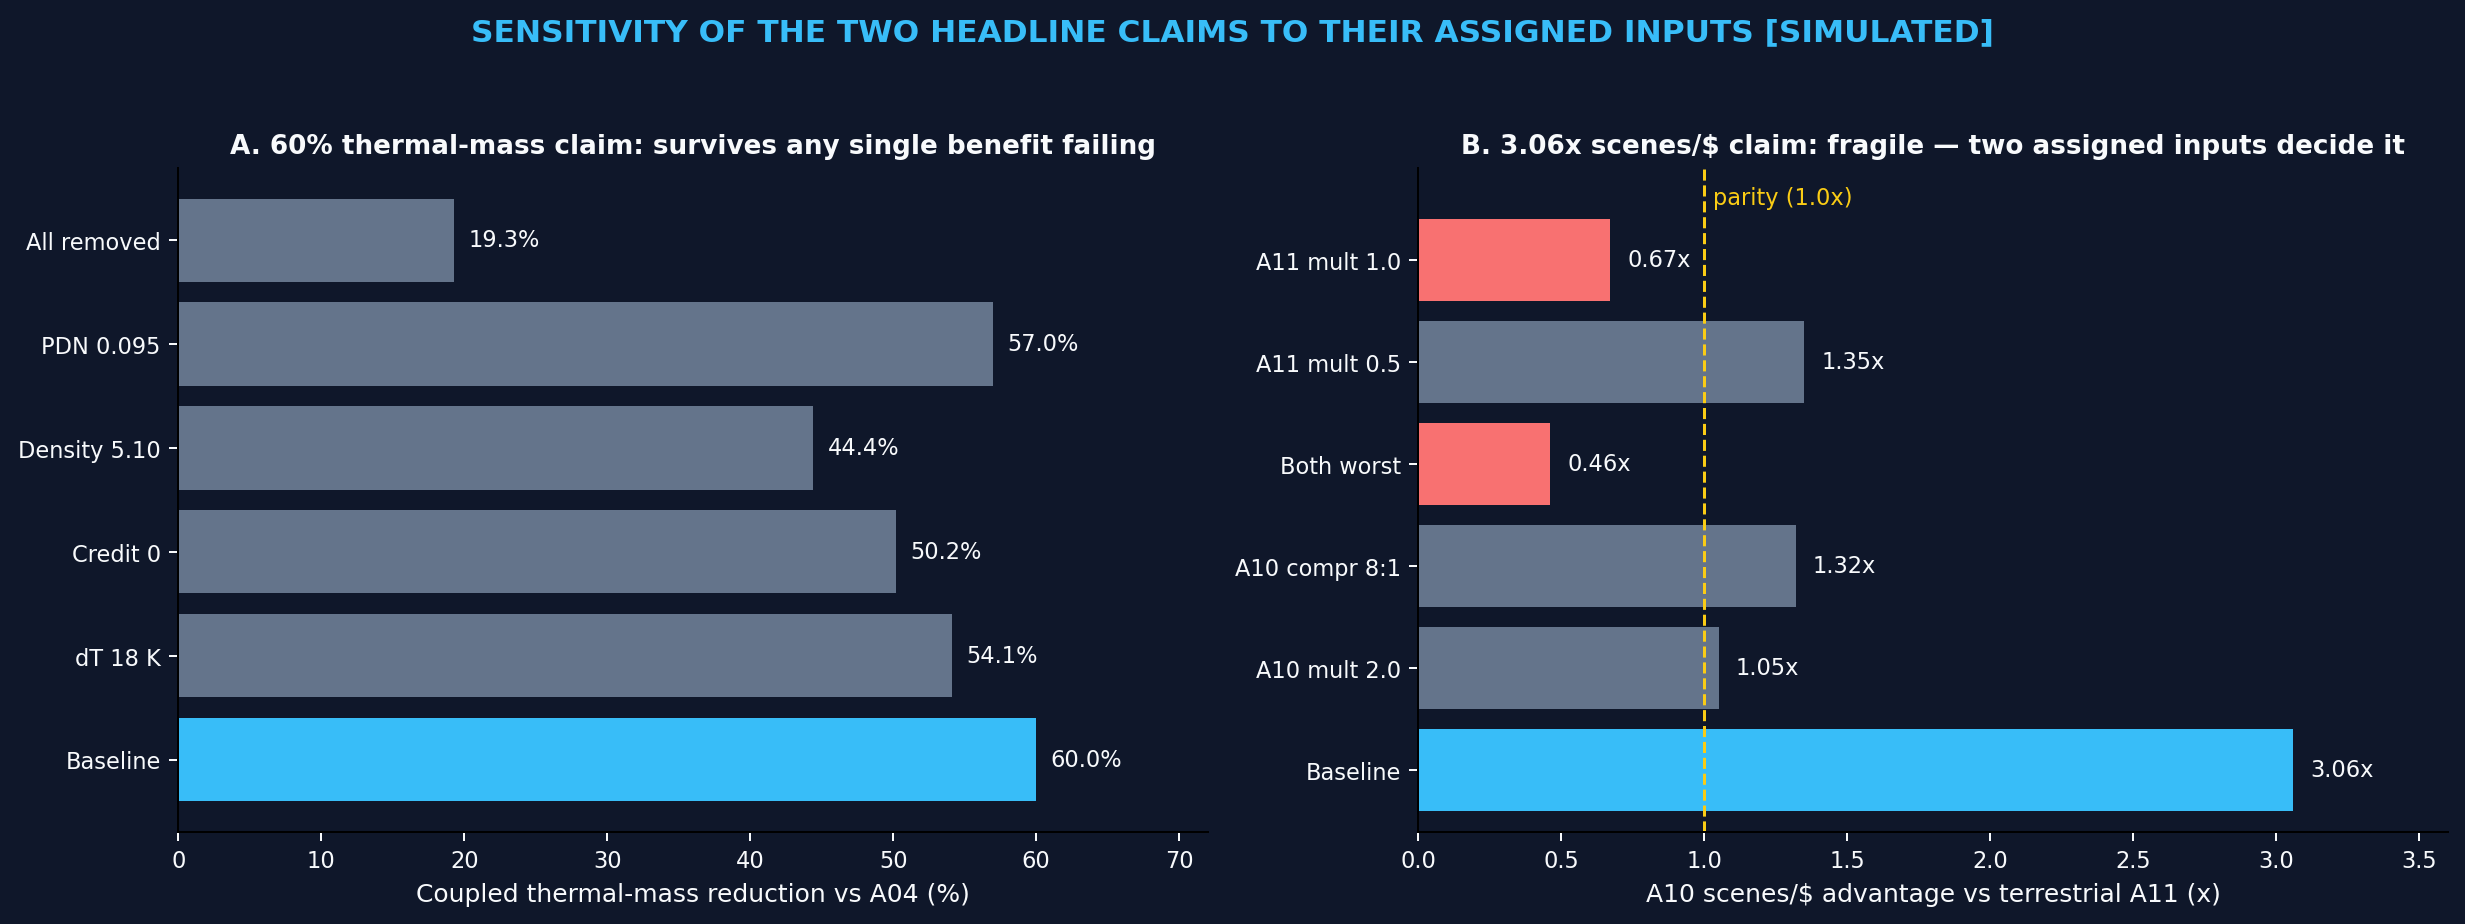 SENSITIVITY OF THE TWO HEADLINE CLAIMS TO THEIR ASSIGNED INPUTS [SIMULATED]
A. 60% thermal-mass claim: survives any single benefit failing
All removed
19.3%
PDN 0.095
57.0%
Density 5.10
44.4%
Credit 0
50.2%
dT 18 K
54.1%
Baseline
60.0%
0 10 20 30 40 50 60 70
Coupled thermal-mass reduction vs A04 (%)
B. 3.06x scenes/$ claim: fragile — two assigned inputs decide it
parity (1.0x)
A11 mult 1.0
0.67x
A11 mult 0.5
1.35x
Both worst
0.46x
A10 compr 8:1
1.32x
A10 mult 2.0
1.05x
Baseline
3.06x
0.0 0.5 1.0 1.5 2.0 2.5 3.0 3.5
A10 scenes/$ advantage vs terrestrial A11 (x)